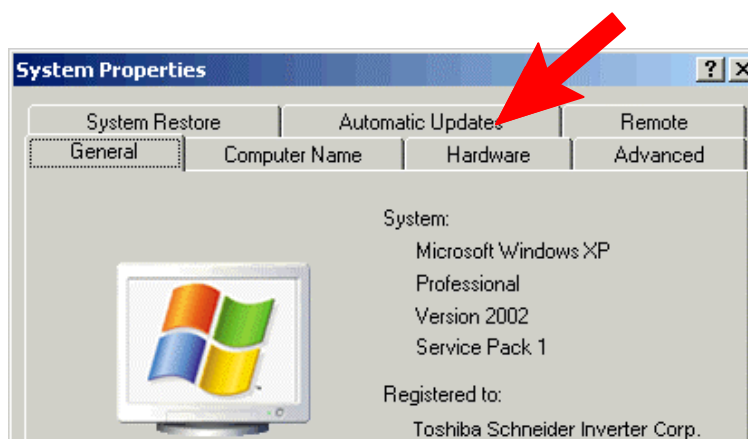 System Properties
? X
System Restore Automatic Updates Remote
General Computer Name Hardware Advanced
System:
Microsoft Windows XP
Professional
Version 2002
Service Pack 1
Registered to:
Toshiba Schneider Inverter Corp.